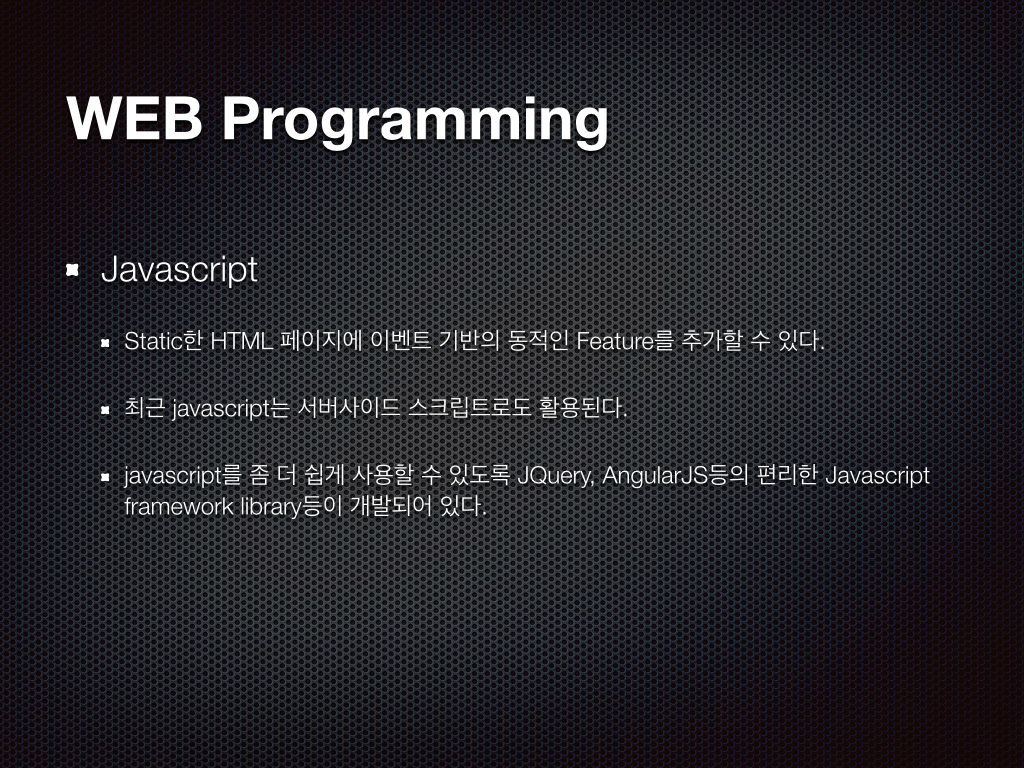 WEB Programming
Javascript
Static한 HTML 페이지에 이벤트 기반의 동적인 Feature를 추가할 수 있다.
최근 javascript는 서버사이드 스크립트로도 활용된다.
javascript를 좀 더 쉽게 사용할 수 있도록 JQuery, AngularJS등의 편리한 Javascript
framework library등이 개발되어 있다.